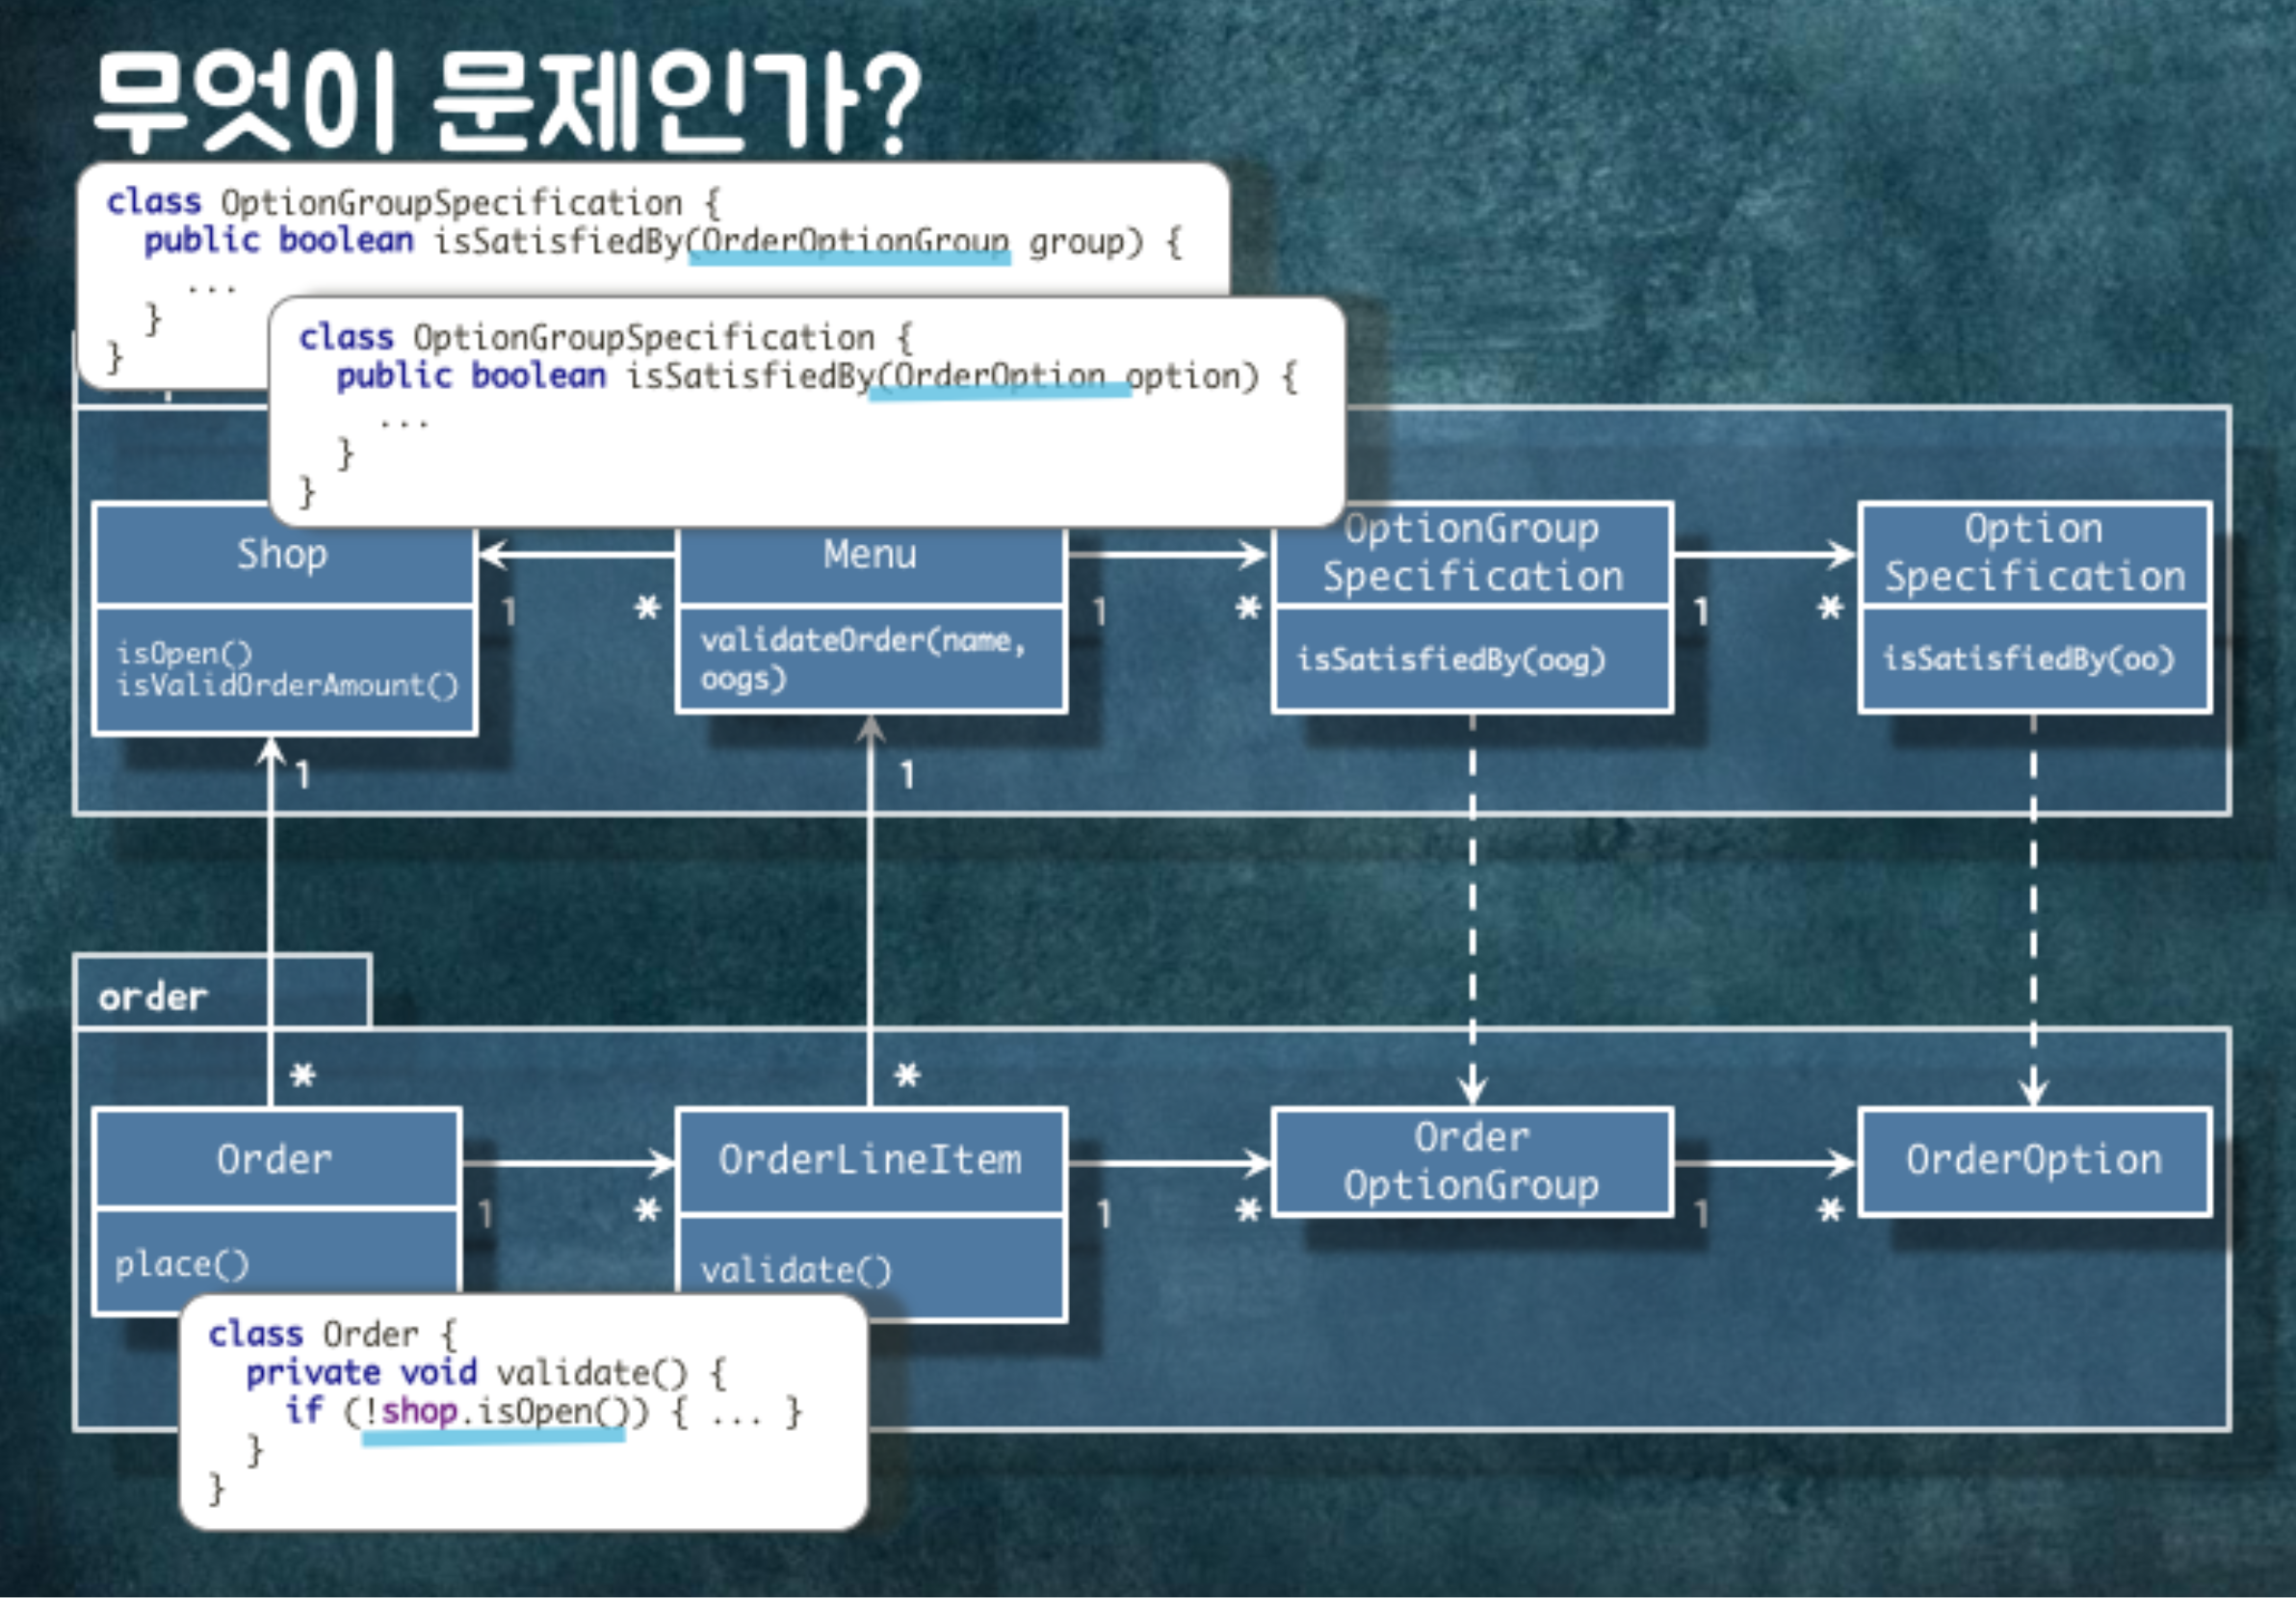 무엇이 문제인가?
class OptionGroupSpecification {
public boolean isSatisfiedBy(OrderOptionGroup group) {
...
}
}
class OptionGroupSpecification {
public boolean isSatisfiedBy(OrderOption option) {
...
}
}
Shop
isOpen()
isValidOrderAmount()
1
*
Menu
validateOrder(name,
oogs)
1
*
OptionGroup
Specification
isSatisfiedBy(oog)
1
*
Option
Specification
isSatisfiedBy(oo)
1
1
order
*
*
Order
place()
1
*
OrderLineItem
validate()
1
*
Order
OptionGroup
1
*
OrderOption
class Order {
private void validate() {
if (!shop.isOpen()) { ... }
}
}